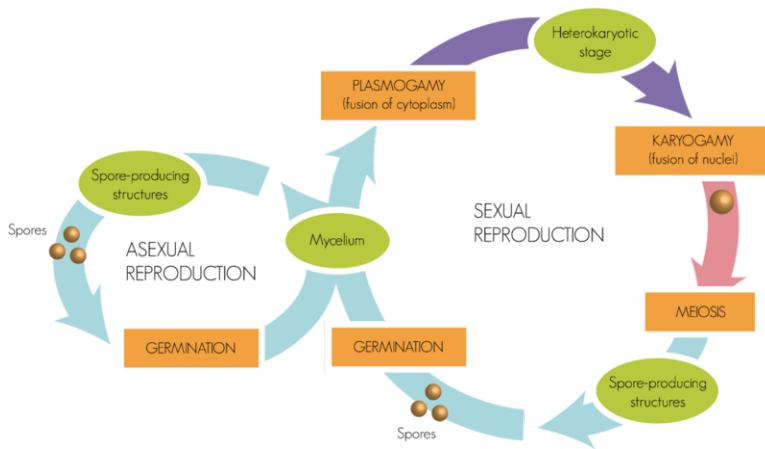 Heterokaryotic
stage
PLASMOGAMY
(fusion of cytoplasm)
KARYOGAMY
(fusion of nuclei)
Spore-producing
structures
Spores
ASEXUAL
REPRODUCTION
Mycelium
SEXUAL
REPRODUCTION
GERMINATION
GERMINATION
MEIOSIS
Spore-producing
structures
Spores